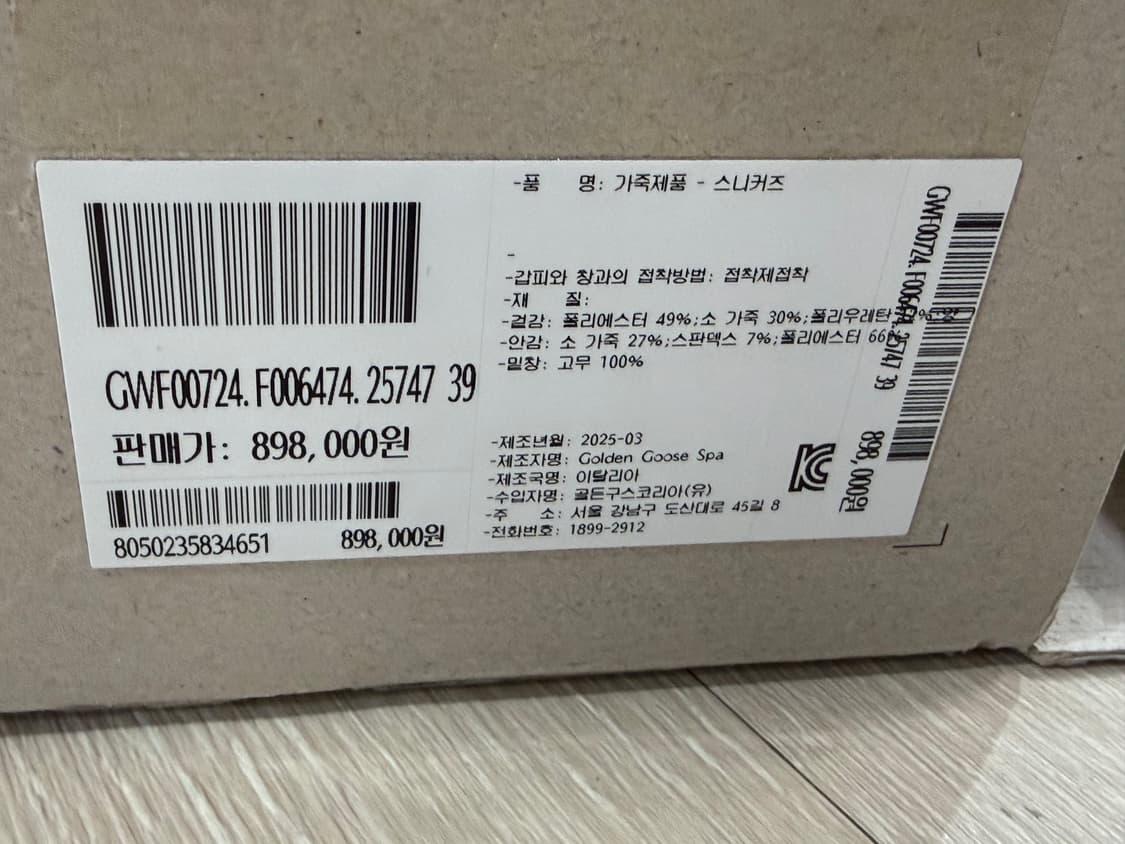 GWF00724.F006474.25747 39
판매가: 898,000원
8050235834651 898,000원
-품 명: 가죽제품 - 스니커즈
-
-갑피와 창과의 접착방법: 접착제접착
-재 질:
-겉감: 폴리에스터 49%;소 가죽 30%;폴리우레탄
-안감: 소 가죽 27%;스판덱스 7%;폴리에스터 66%
-밑창: 고무 100%
-제조년월: 2025-03
-제조자명: Golden Goose Spa
-제조국명: 이탈리아
-수입자명: 골든구스코리아(유)
-주 소: 서울 강남구 도산대로 45길 8
-전화번호: 1899-2912
GWF00724.F006474.25747 39
898,000원